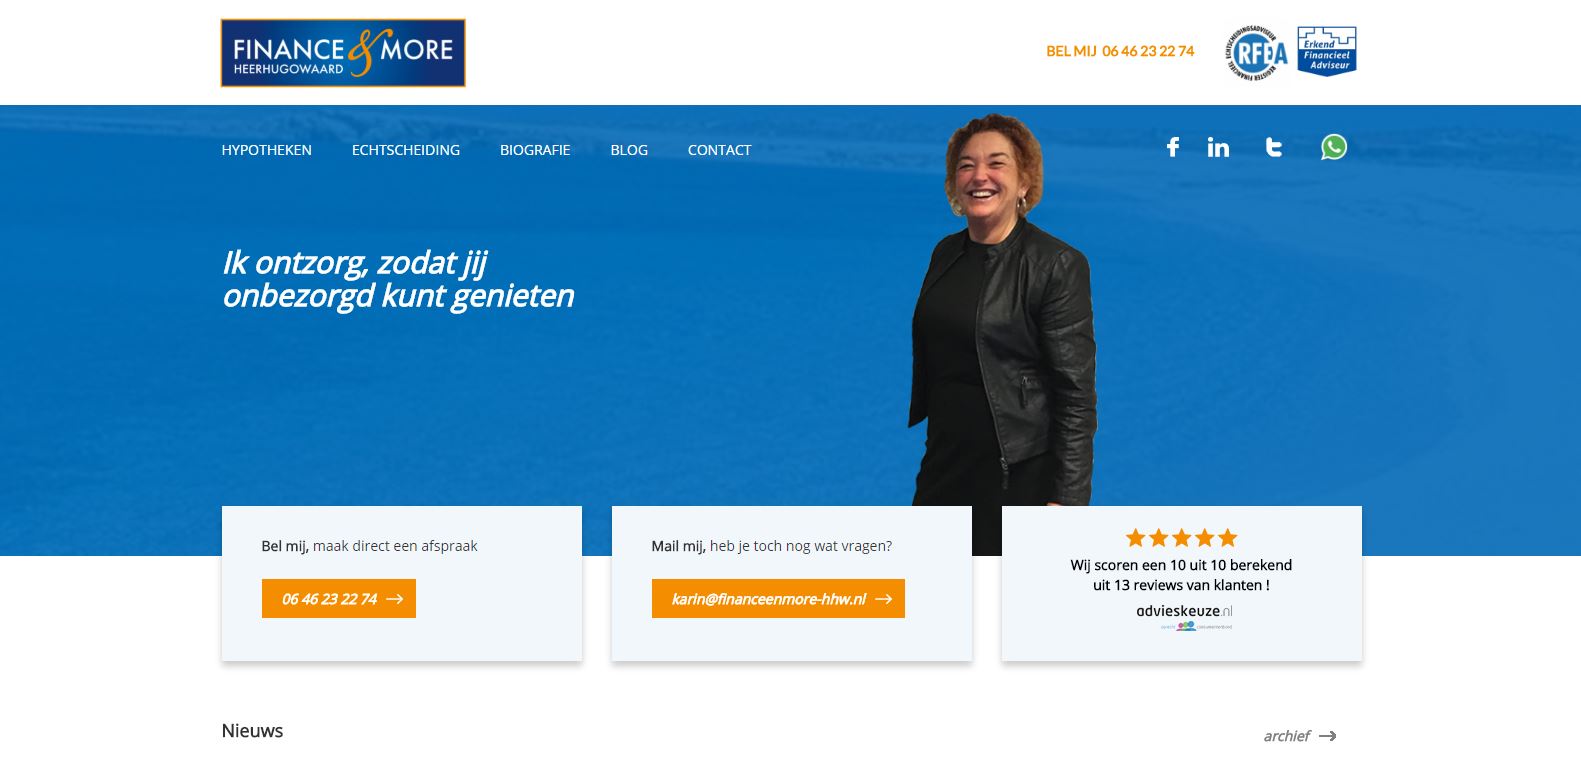 FINANCE & MORE
HEERHUGOWAARD
BEL MIJ 06 46 23 22 74
RFEA
REGISTER FINANCIEEL ECHTSCHEIDINGSADVISEUR
Erkend
Financieel
Adviseur
HYPOTHEKEN ECHTSCHEIDING BIOGRAFIE BLOG CONTACT
Ik ontzorg, zodat jij
onbezorgd kunt genieten
Bel mij, maak direct een afspraak
06 46 23 22 74
Mail mij, heb je toch nog wat vragen?
karin@financeenmore-hhw.nl
Wij scoren een 10 uit 10 berekend
uit 13 reviews van klanten !
advieskeuze.nl
consumentenbond
Nieuws
archief